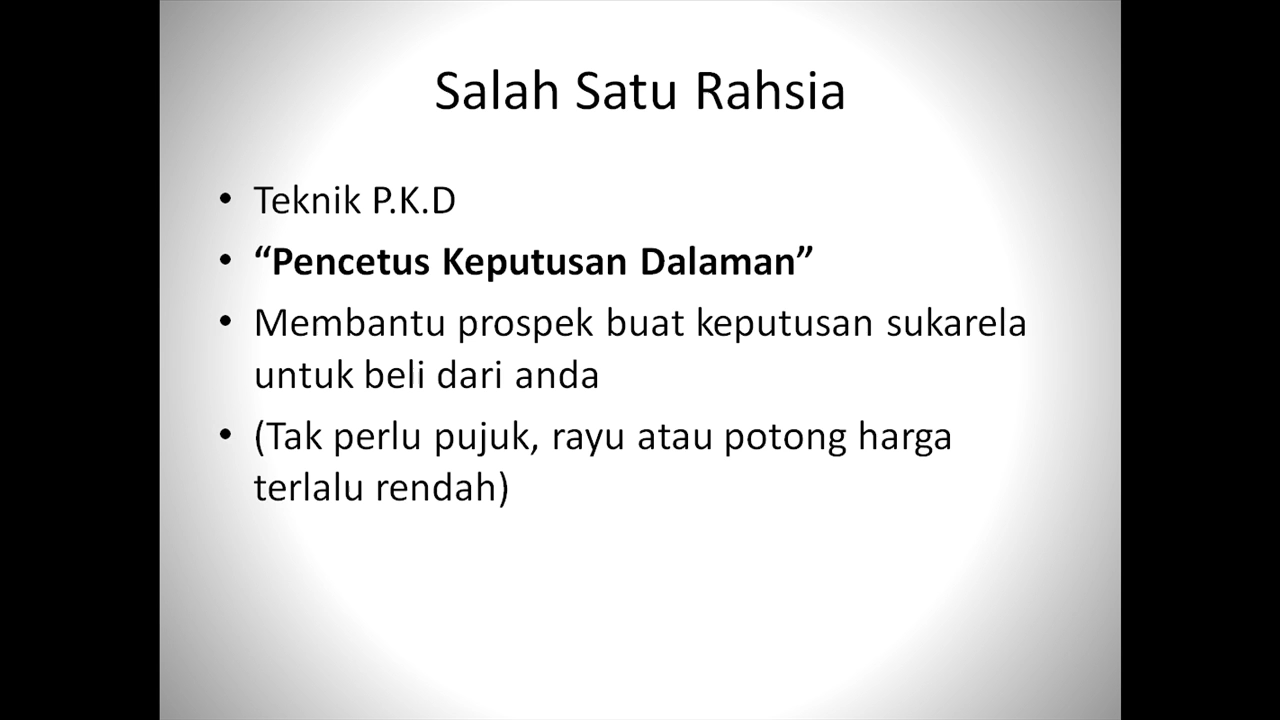 Salah Satu Rahsia
• Teknik P.K.D
• “Pencetus Keputusan Dalaman”
• Membantu prospek buat keputusan sukarela
untuk beli dari anda
• (Tak perlu pujuk, rayu atau potong harga
terlalu rendah)